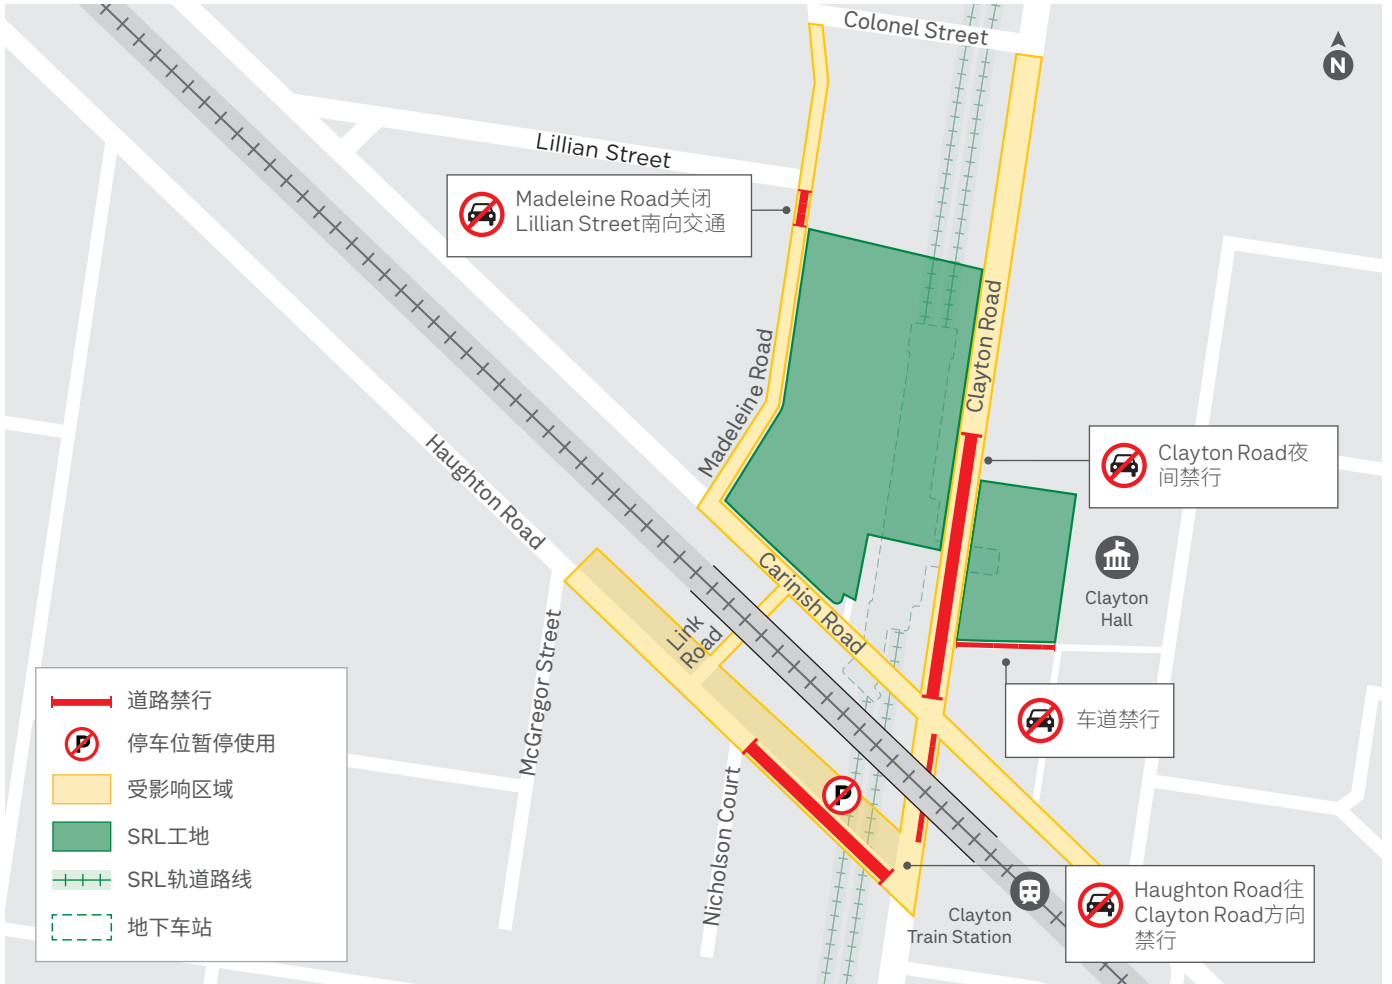 Colonel Street
N
Lillian Street
Madeleine Road关闭
Lillian Street南向交通
Clayton Road
Madeleine Road
Haughton Road
Clayton Road夜
间禁行
Carinish Road
Clayton
Hall
Link
Road
McGregor Street
道路禁行
P
停车位暂停使用
受影响区域
SRL工地
SRL轨道路线
地下车站
车道禁行
P
Nicholson Court
Clayton
Train Station
Haughton Road往
Clayton Road方向
禁行